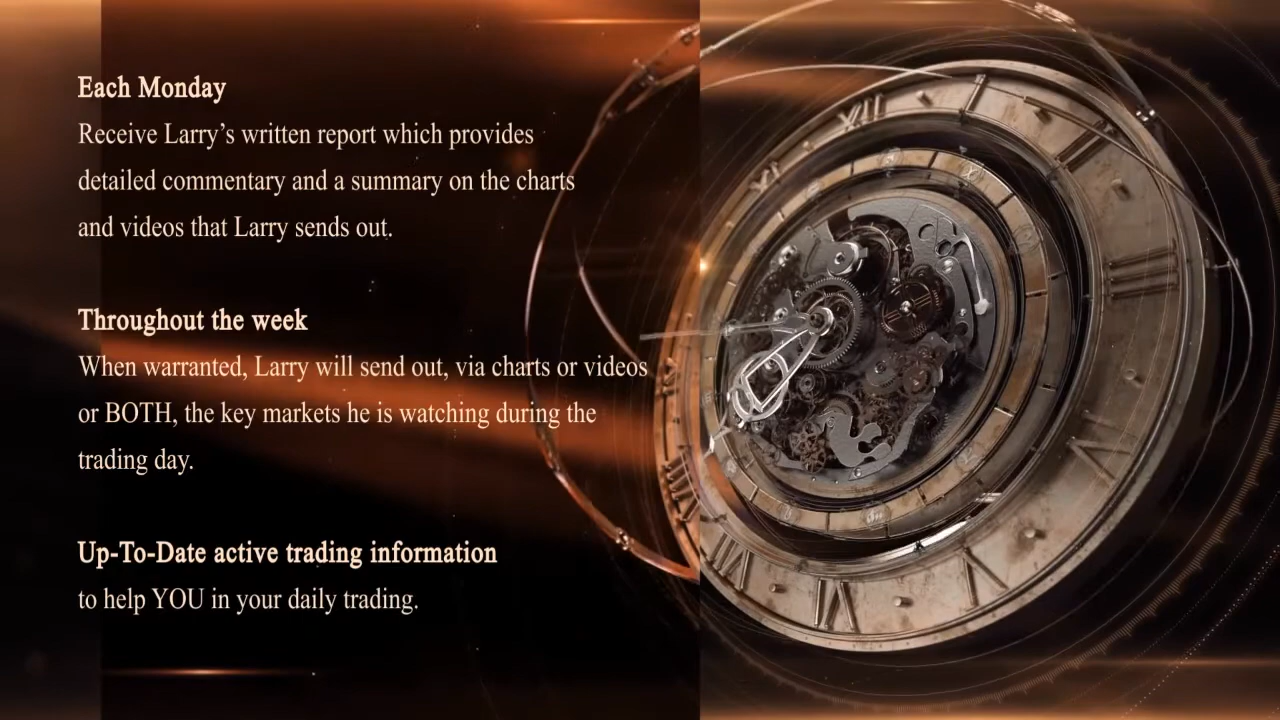 Each Monday
Receive Larry’s written report which provides
detailed commentary and a summary on the charts
and videos that Larry sends out.
Throughout the week
When warranted, Larry will send out, via charts or videos
or BOTH, the key markets he is watching during the
trading day.
Up-To-Date active trading information
to help YOU in your daily trading.